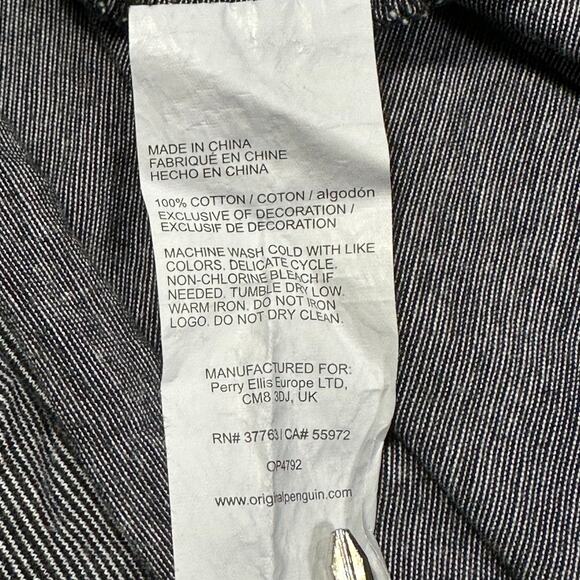 MADE IN CHINA
FABRIQUÉ EN CHINE
HECHO EN CHINA
100% COTTON / COTON / algodón
EXCLUSIVE OF DECORATION /
EXCLUSIF DE DECORATION
MACHINE WASH COLD WITH LIKE
COLORS. DELICATE CYCLE.
NON-CHLORINE BLEACH IF
NEEDED. TUMBLE DRY LOW.
WARM IRON. DO NOT IRON
LOGO. DO NOT DRY CLEAN.
MANUFACTURED FOR:
Perry Ellis Europe LTD,
CM8 3DJ, UK
RN# 37763 | CA# 55972
OP4792
www.originalpenguin.com